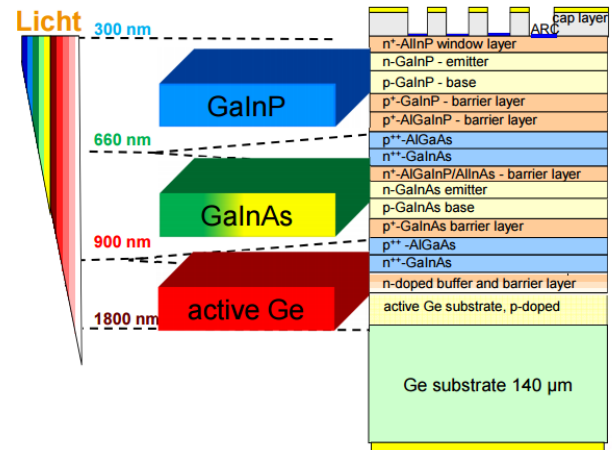 Licht
300 nm
660 nm
900 nm
1800 nm
GaInP
GaInAs
active Ge
ARC
cap layer
n⁺-AlInP window layer
n-GaInP - emitter
p-GaInP - base
p⁺-GaInP - barrier layer
p⁺-AlGaInP - barrier layer
p⁺⁺-AlGaAs
n⁺⁺-GaInAs
n⁺-AlGaInP/AlInAs - barrier layer
n-GaInAs emitter
p-GaInAs base
p⁺-GaInAs barrier layer
p⁺⁺ -AlGaAs
n⁺⁺-GaInAs
n-doped buffer and barrier layer
active Ge substrate, p-doped
Ge substrate 140 µm